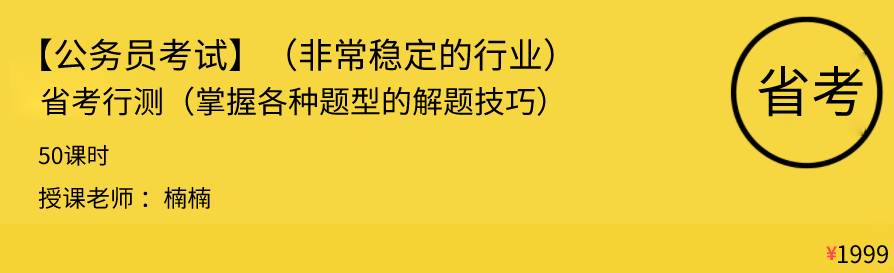 【公务员考试】（非常稳定的行业）
省考行测（掌握各种题型的解题技巧）
50课时
授课老师：楠楠
省考
¥1999